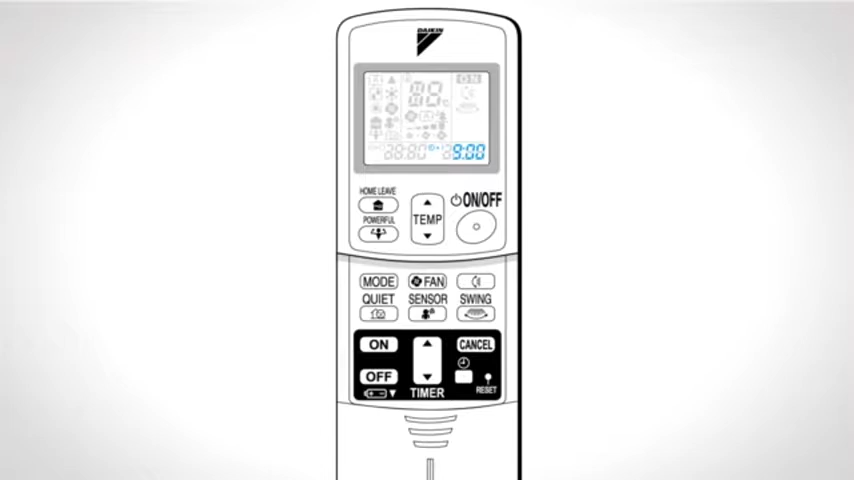 DAIKIN
ON
88 °C
A
88:80 9:00
HOME LEAVE
POWERFUL
TEMP
ON/OFF
MODE FAN
QUIET SENSOR SWING
ON CANCEL
OFF
TIMER RESET